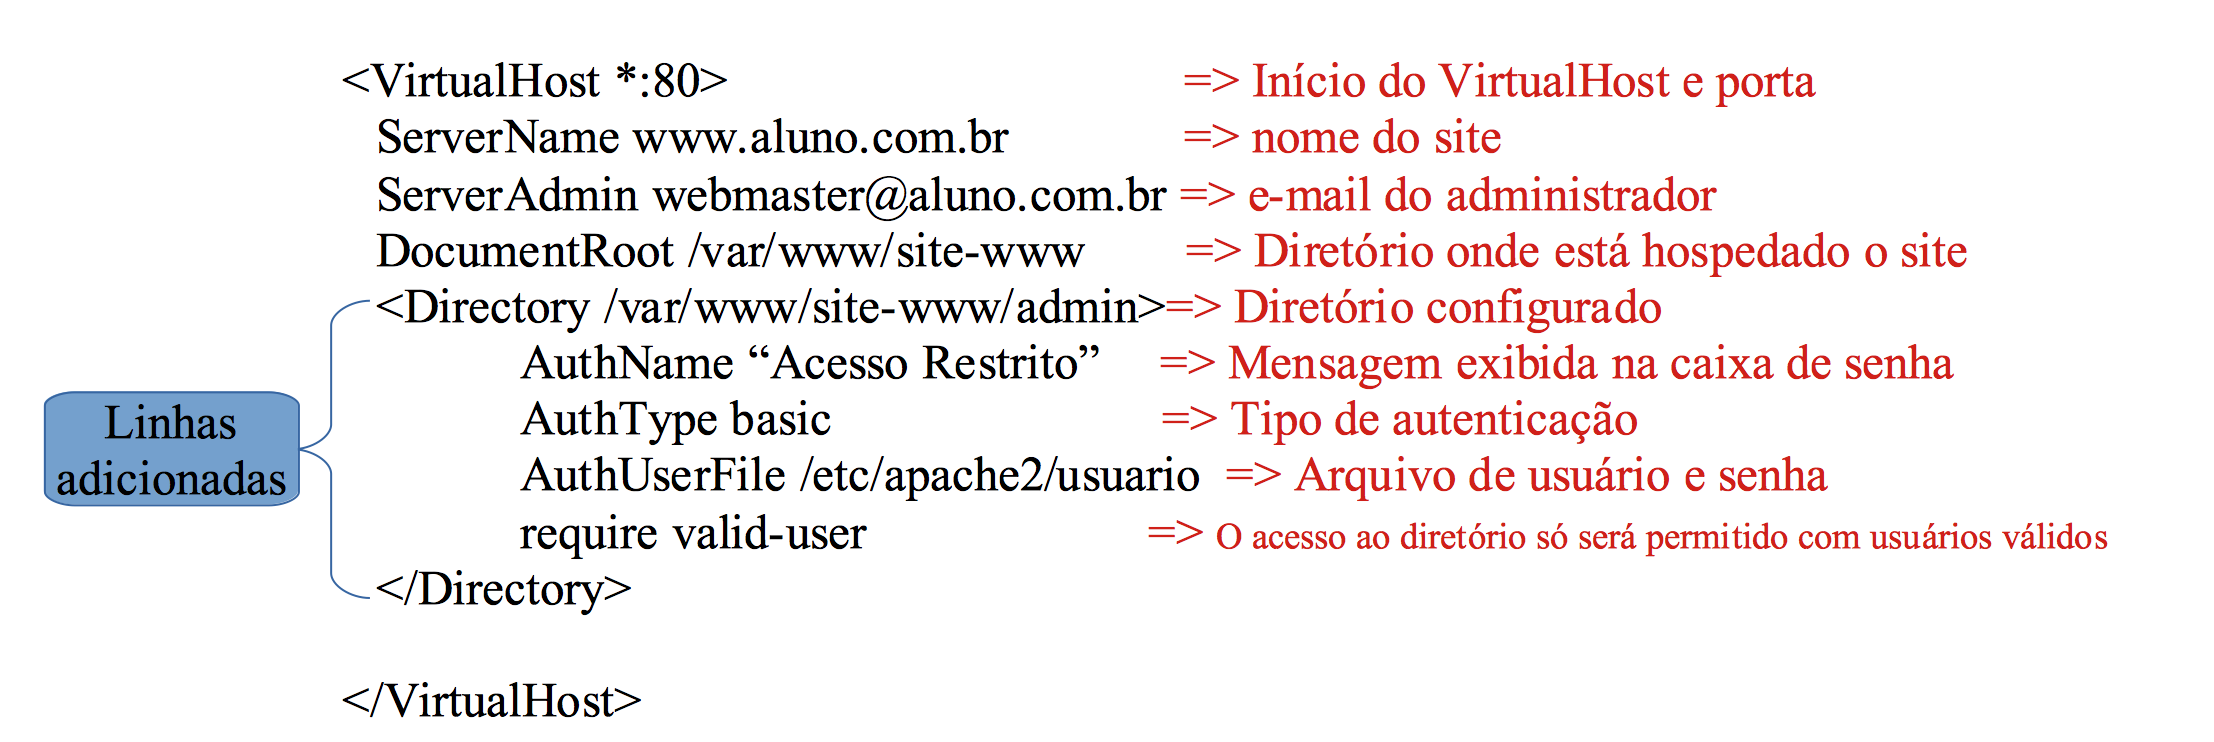 <VirtualHost *:80> => Início do VirtualHost e porta
ServerName www.aluno.com.br => nome do site
ServerAdmin webmaster@aluno.com.br => e-mail do administrador
DocumentRoot /var/www/site-www => Diretório onde está hospedado o site
<Directory /var/www/site-www/admin>=> Diretório configurado
AuthName “Acesso Restrito” => Mensagem exibida na caixa de senha
AuthType basic => Tipo de autenticação
AuthUserFile /etc/apache2/usuario => Arquivo de usuário e senha
require valid-user => O acesso ao diretório só será permitido com usuários válidos
</Directory>
</VirtualHost>
Linhas
adicionadas